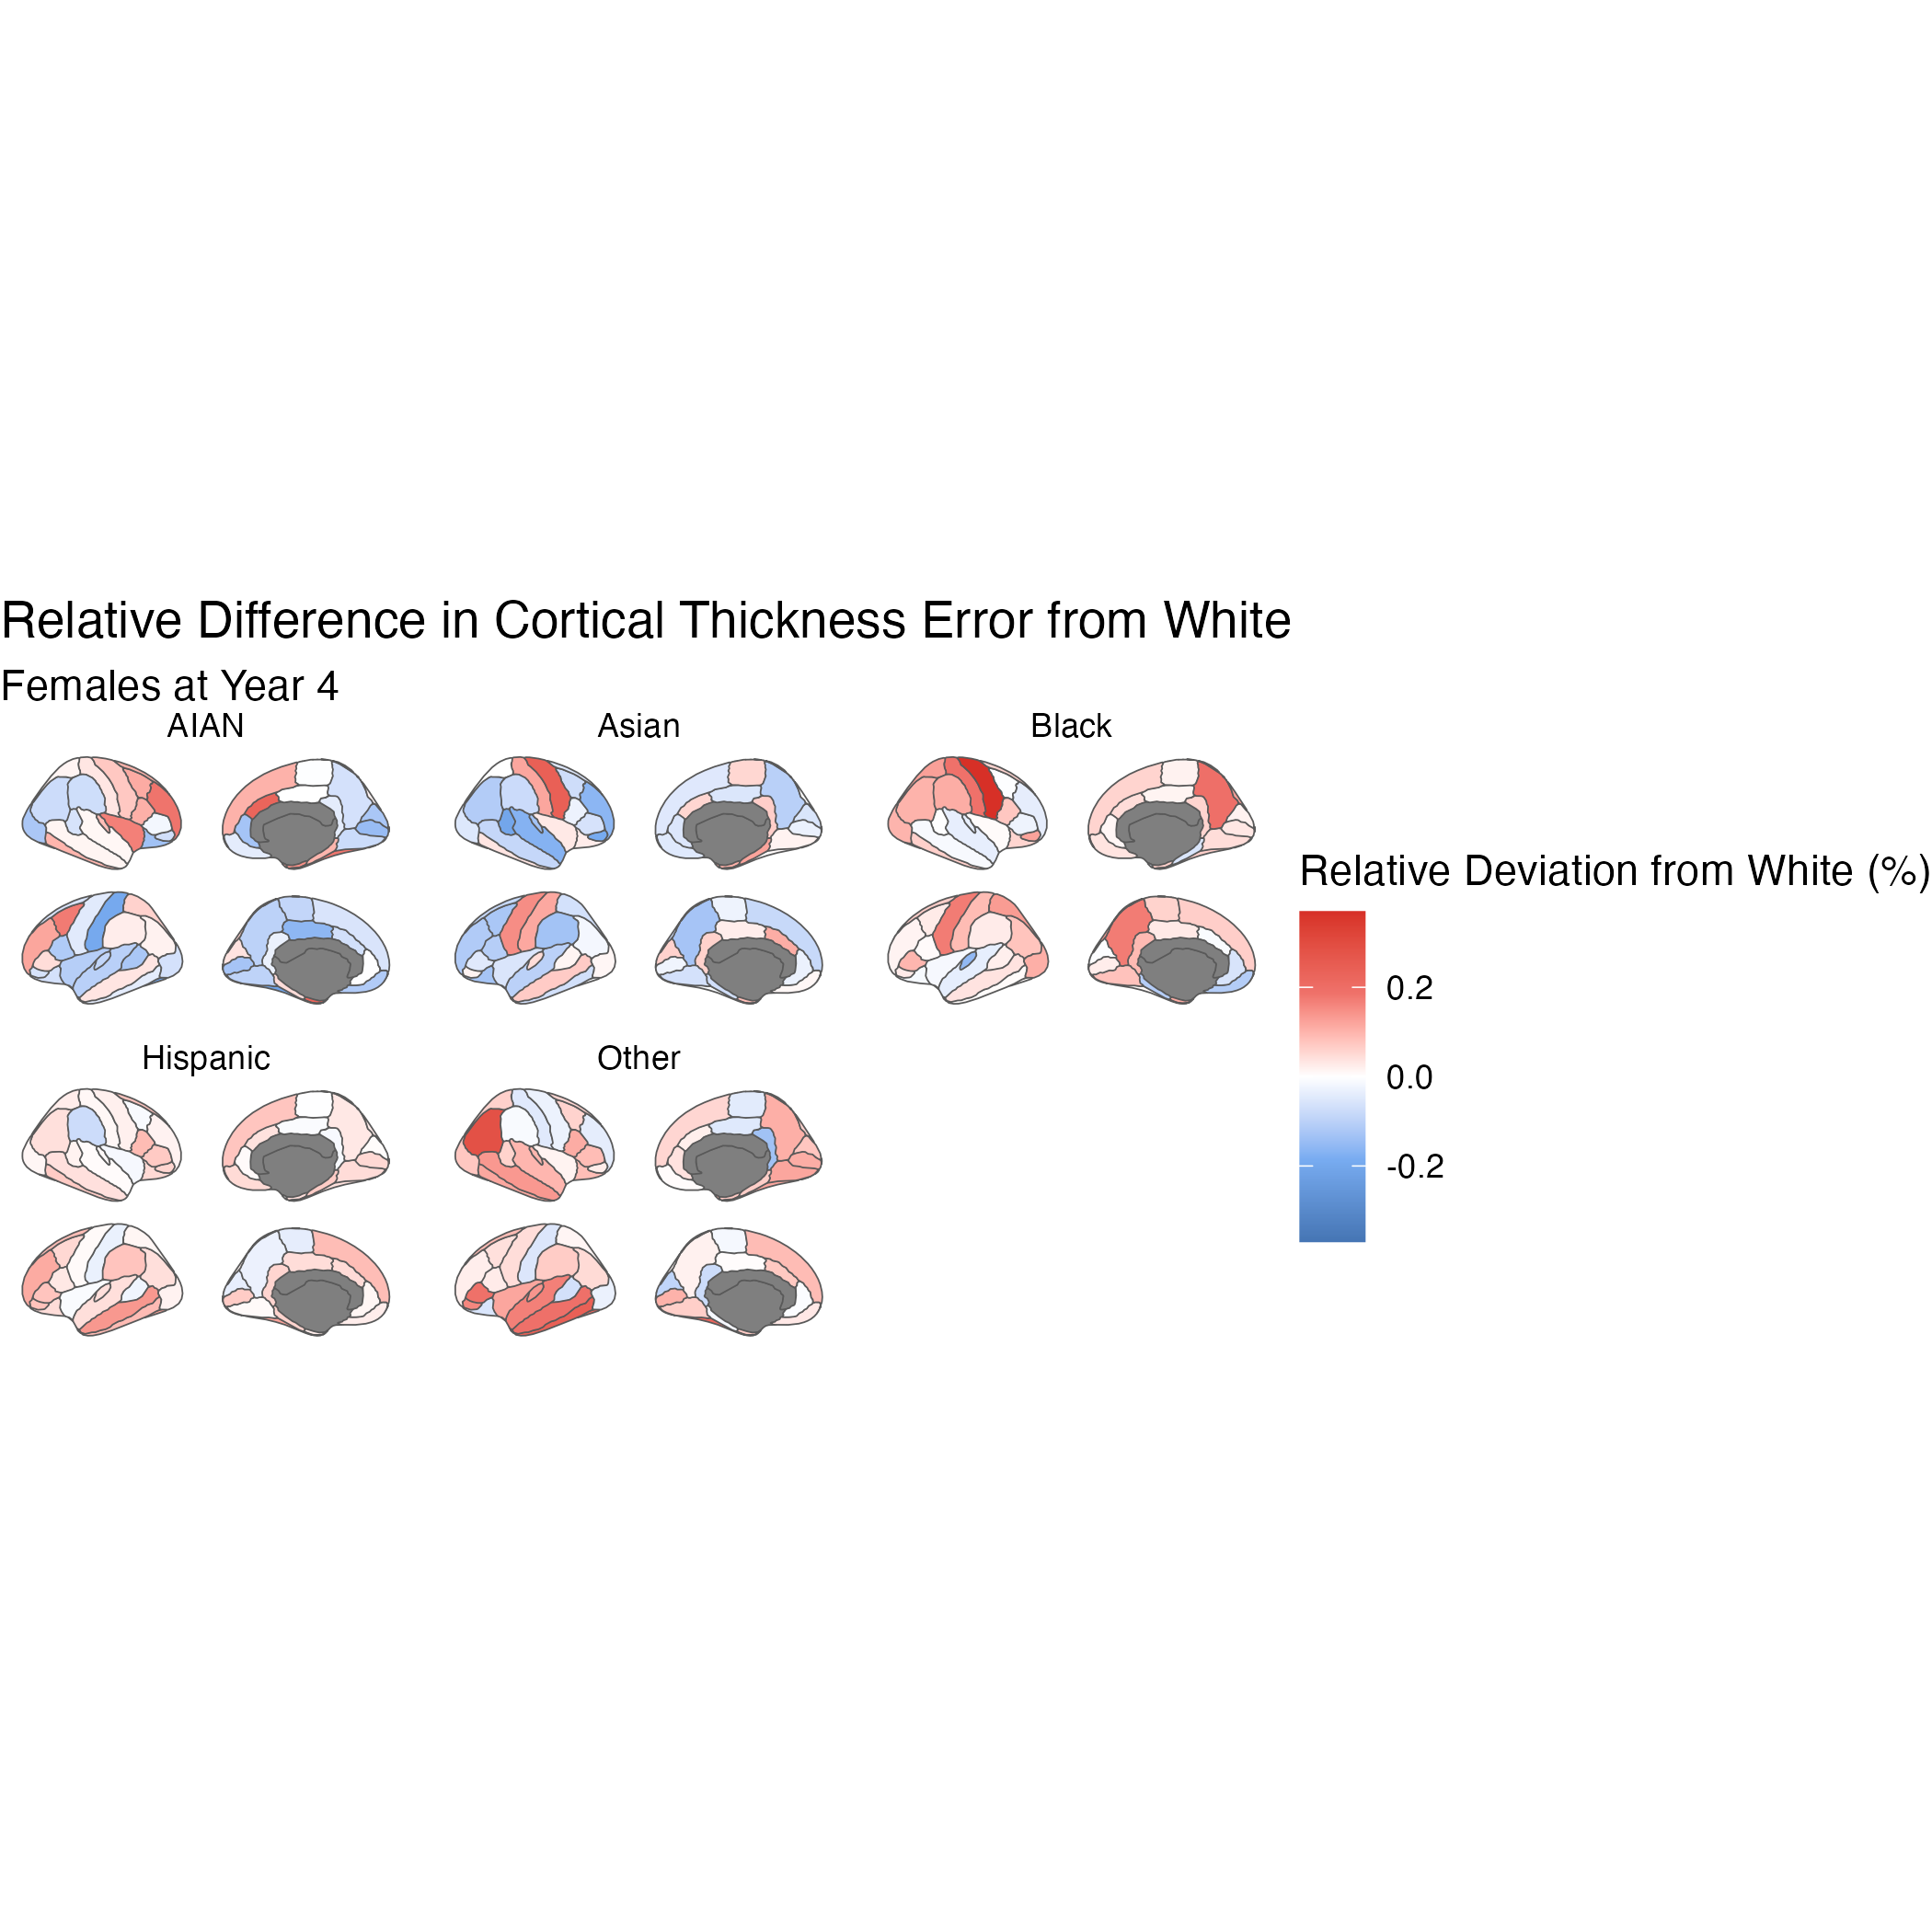 Relative Difference in Cortical Thickness Error from White
Females at Year 4
AIAN
Asian
Black
Hispanic
Other
Relative Deviation from White (%)
0.2
0.0
-0.2